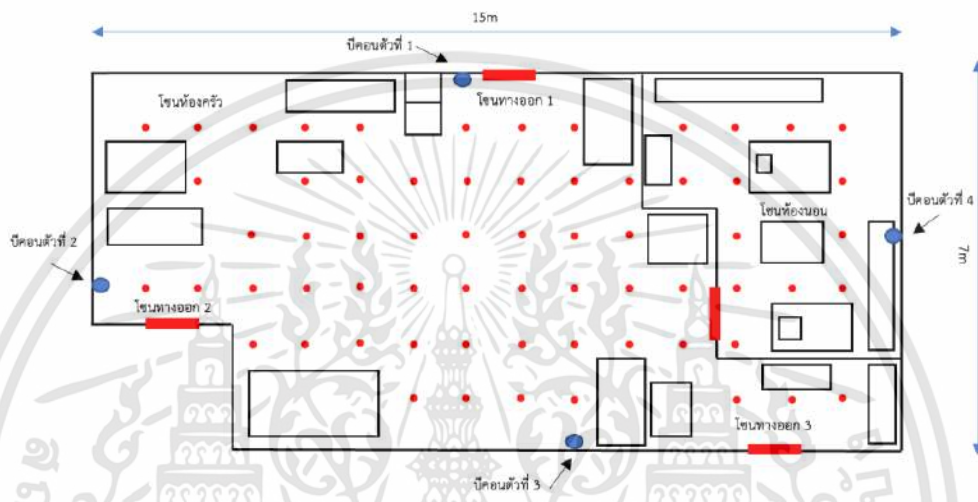 15m
บีคอนตัวที่ 1
โซนห้องครัว
โซนทางออก 1
บีคอนตัวที่ 4
โซนห้องนอน
บีคอนตัวที่ 2
7m
โซนทางออก 2
โซนทางออก 3
บีคอนตัวที่ 3